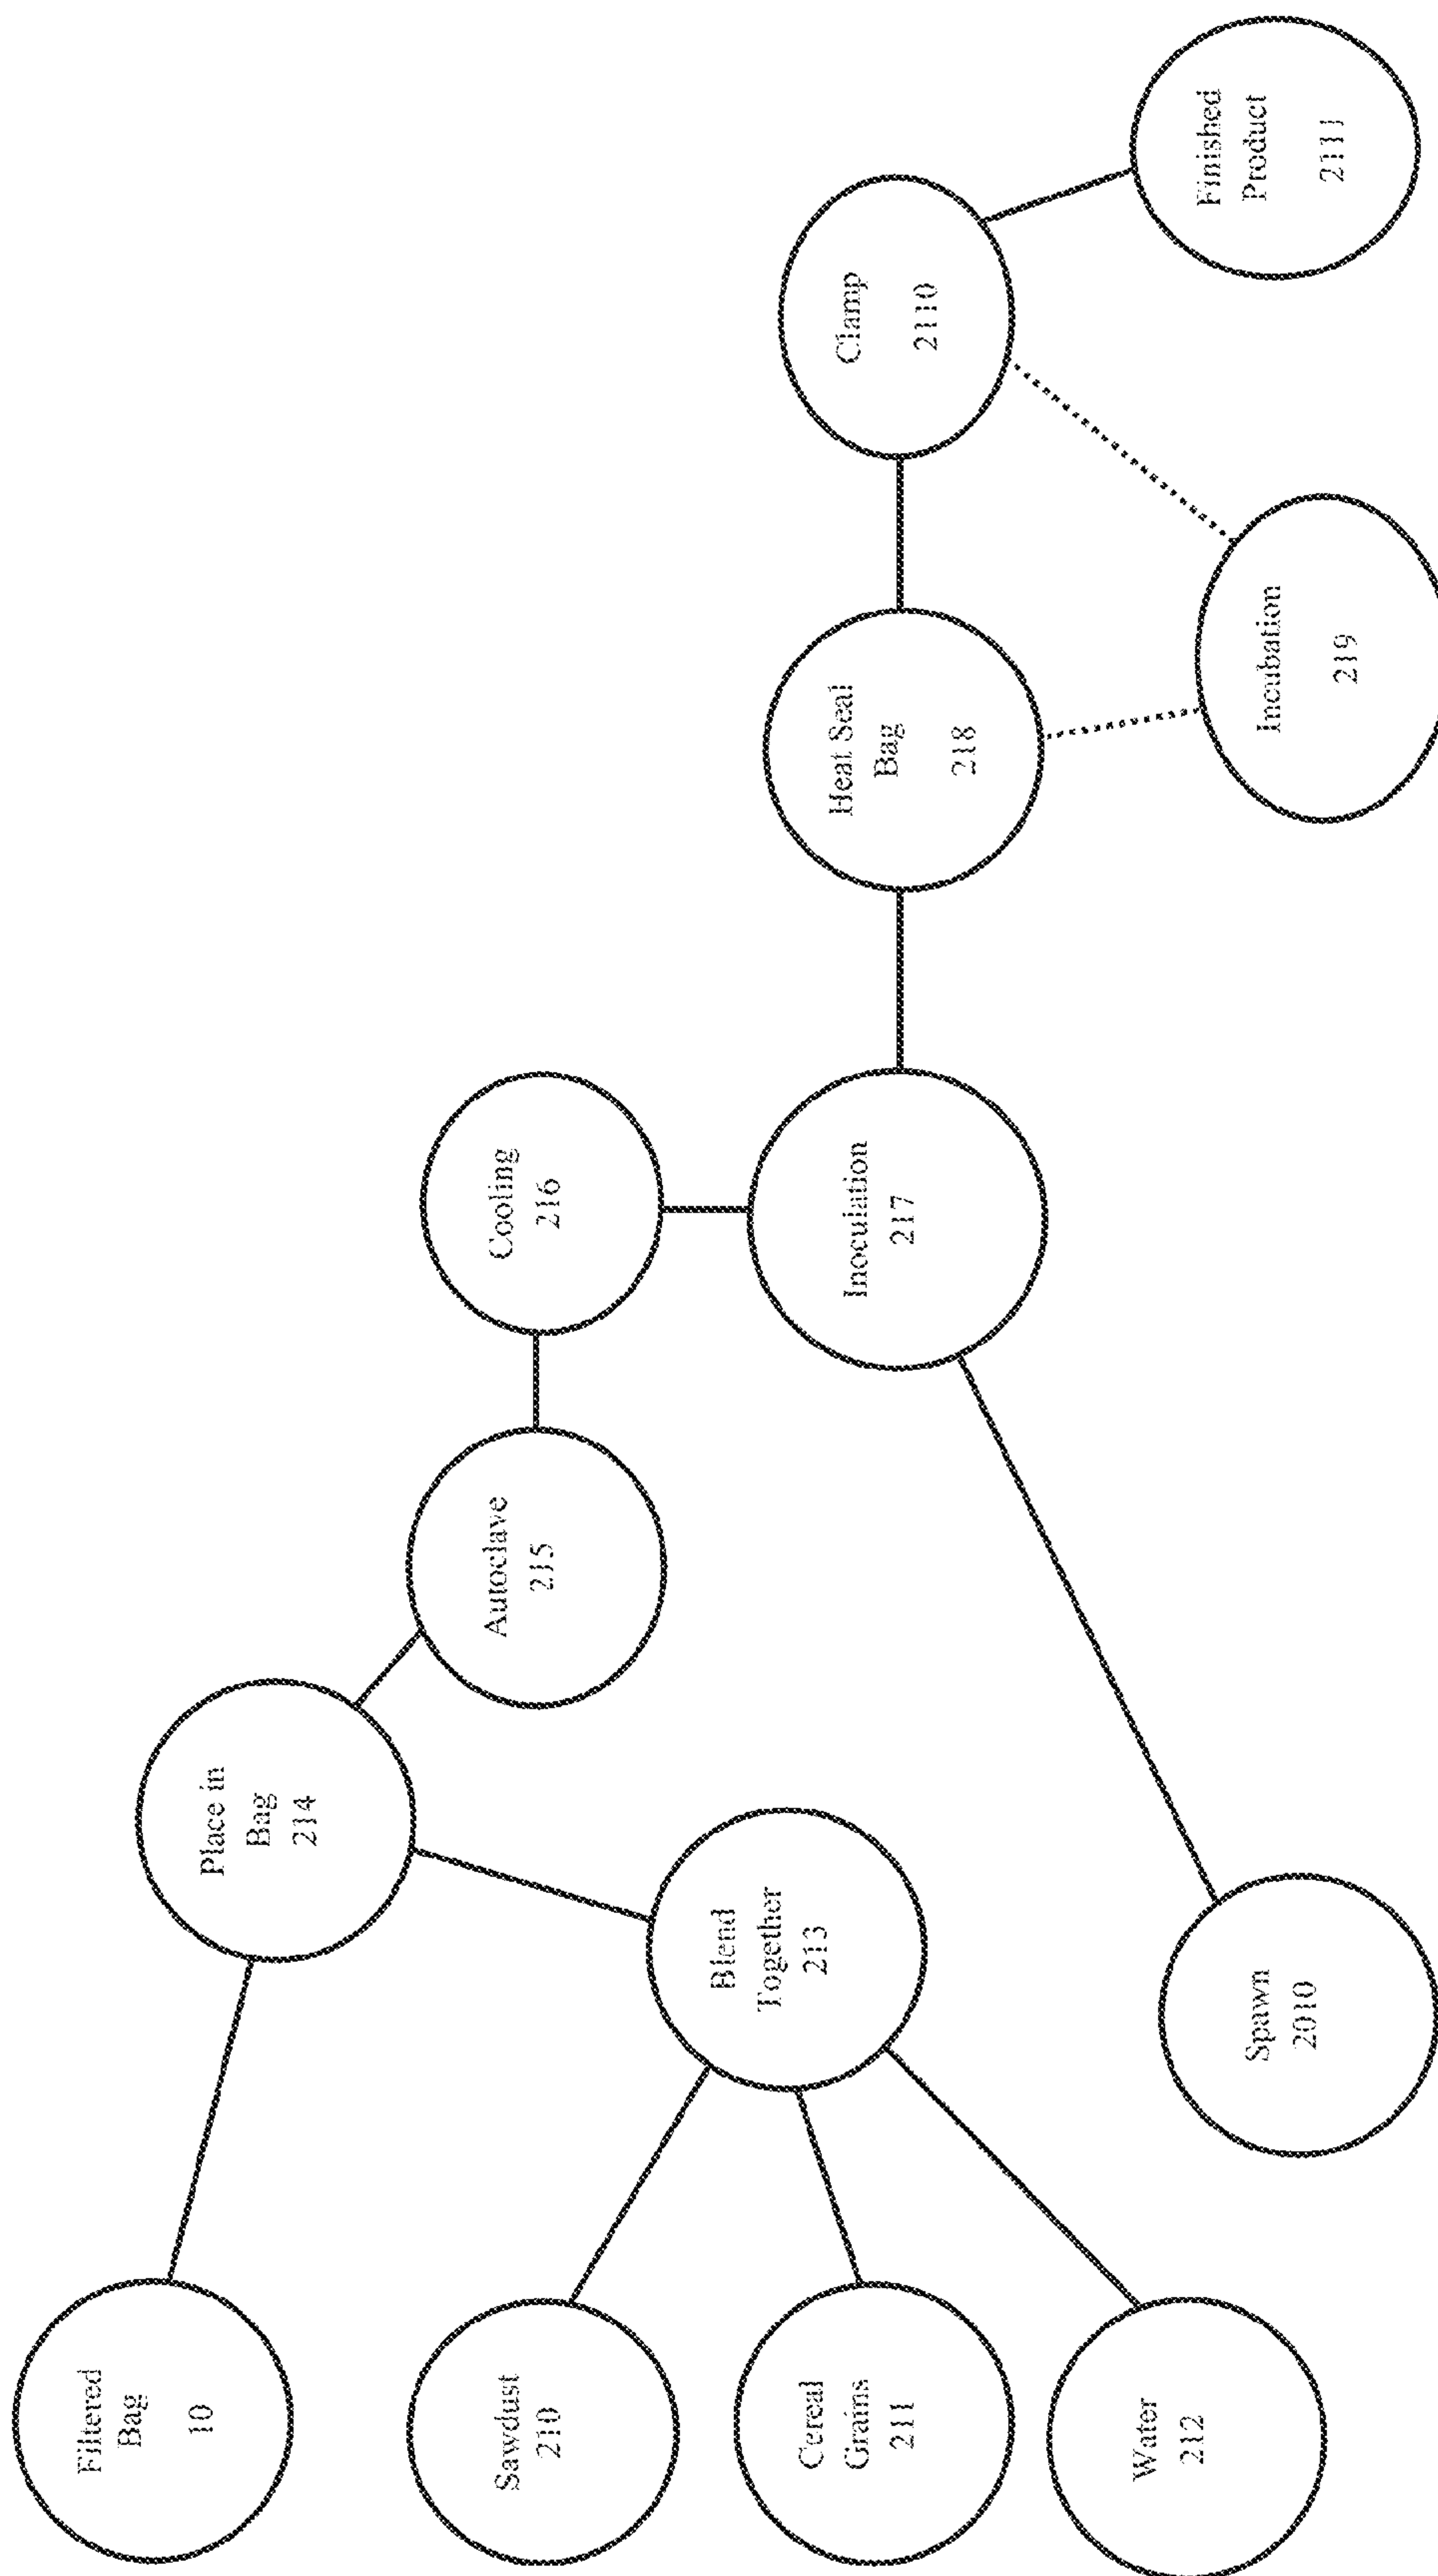 Filtered
Bag
10
Sawdust
210
Cereal
Grains
211
Water
212
Place in
Bag
214
Blend
Together
213
Spawn
2010
Autoclave
215
Cooling
216
Inoculation
217
Heat Seal
Bag
218
Incubation
219
Clamp
2110
Finished
Product
2111